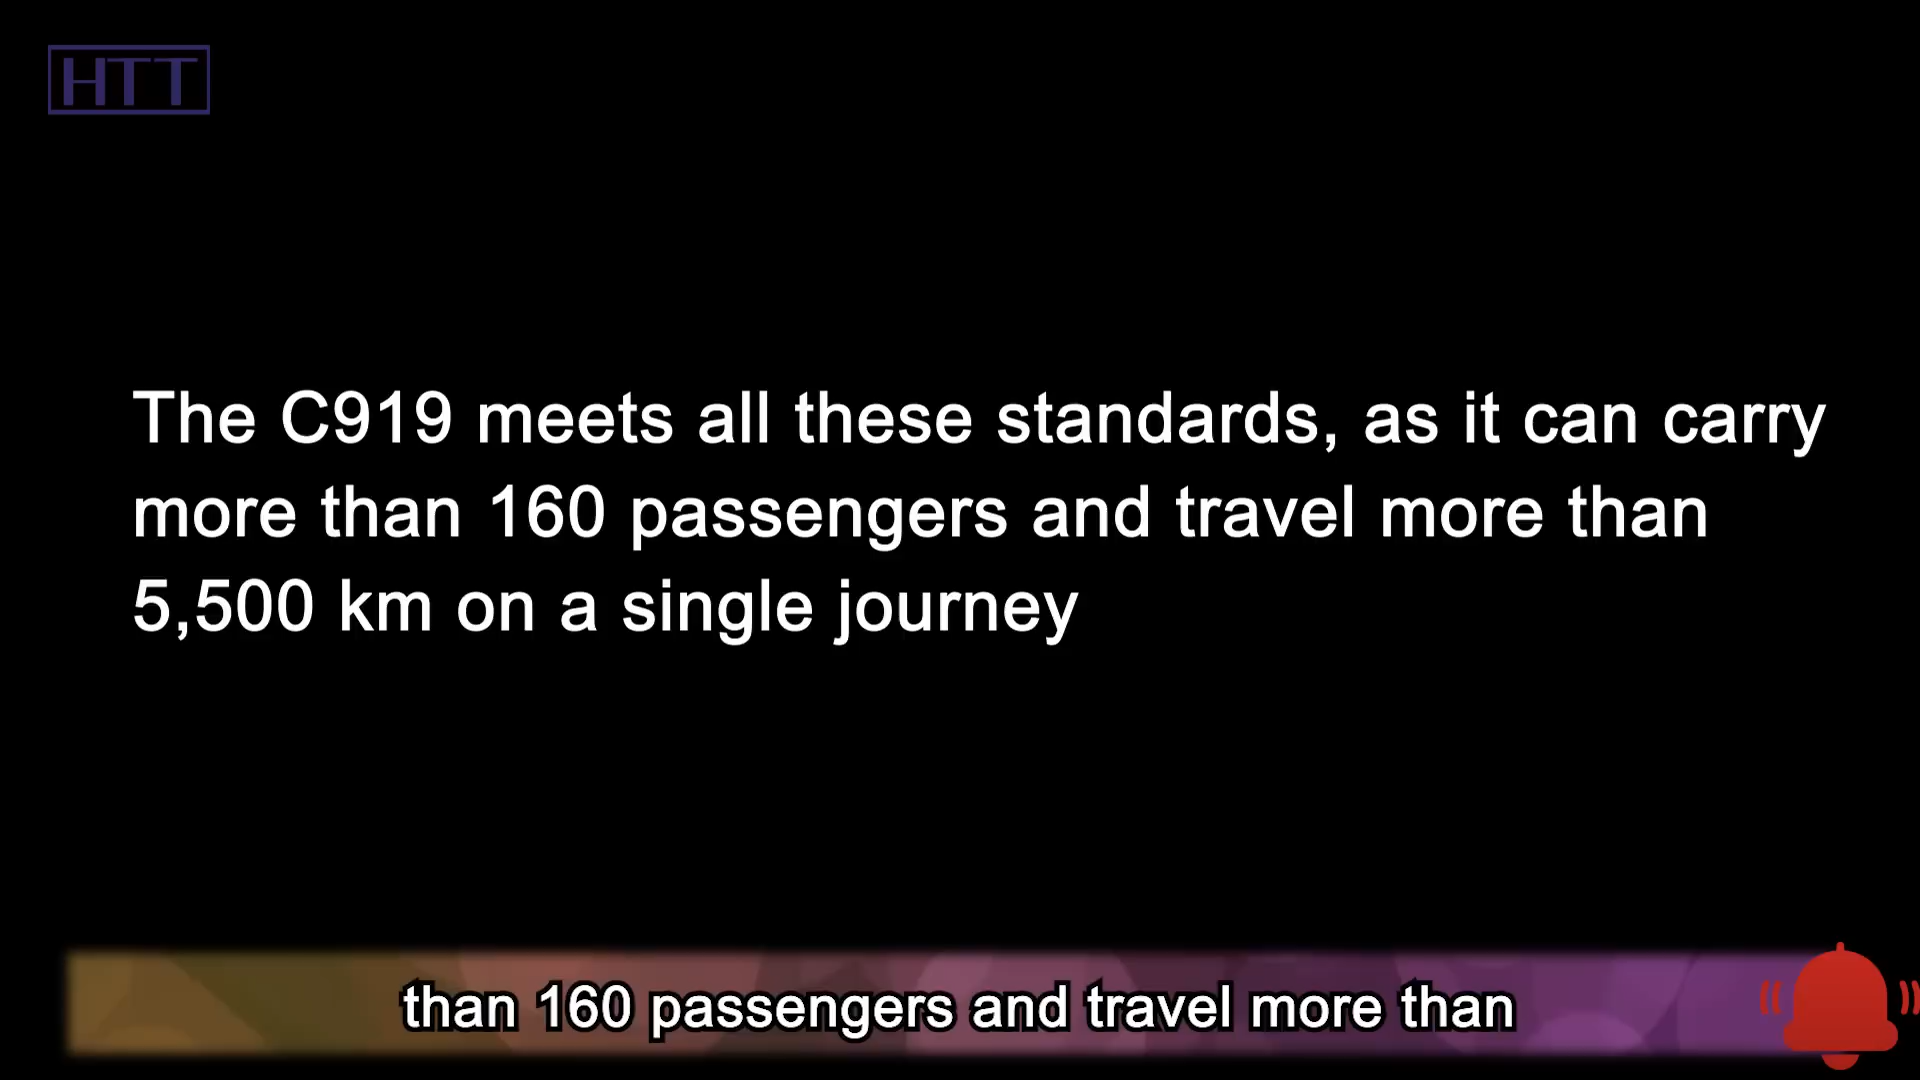 HTT
The C919 meets all these standards, as it can carry
more than 160 passengers and travel more than
5,500 km on a single journey
than 160 passengers and travel more than